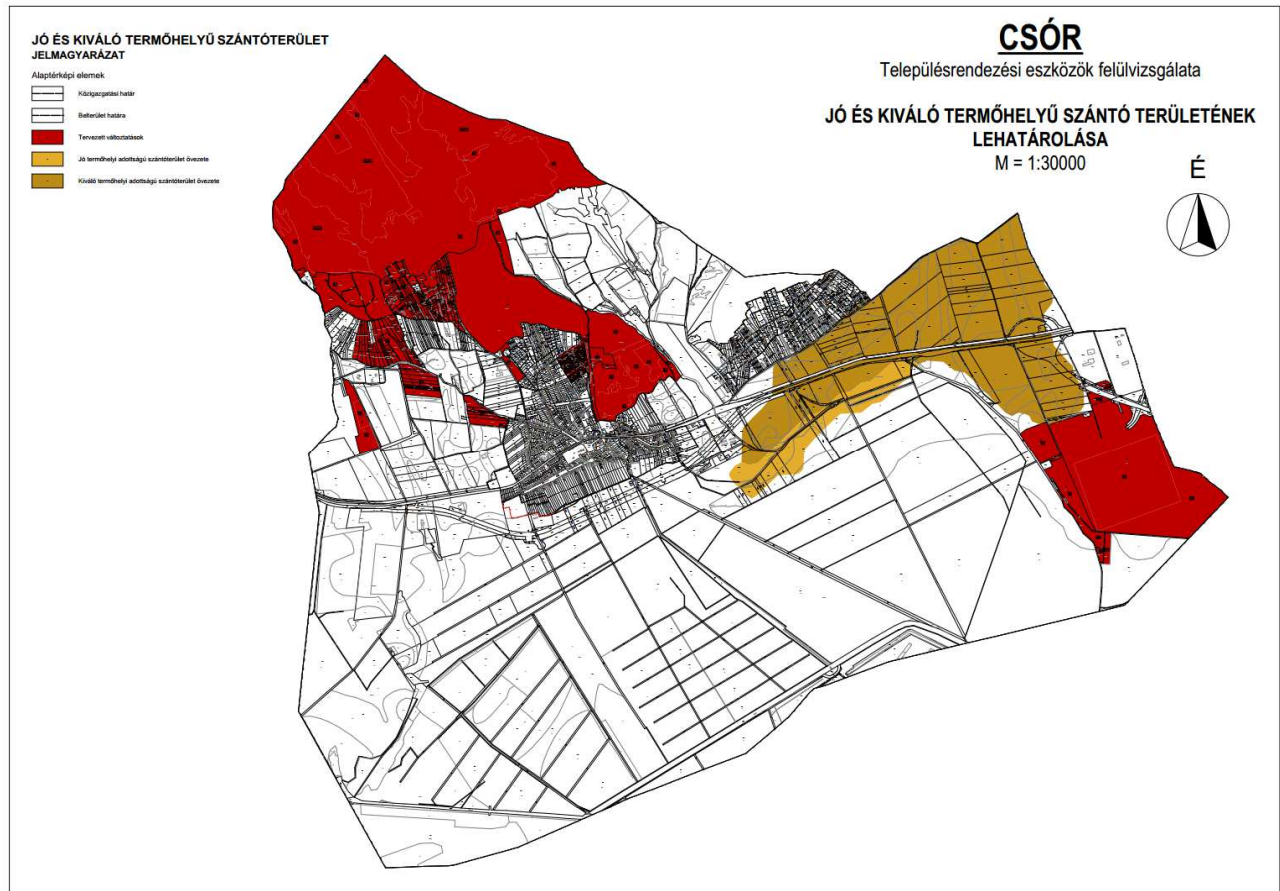 JÓ ÉS KIVÁLÓ TERMŐHELYŰ SZÁNTÓTERÜLET
JELMAGYARÁZAT
Alaptérképi elemek
Közigazgatási határ
Belterület határa
Tervezett változtatások
Jó termőhelyi adottságú szántóterület övezete
Kiváló termőhelyi adottságú szántóterület övezete
CSÓR
Településrendezési eszközök felülvizsgálata
JÓ ÉS KIVÁLÓ TERMŐHELYŰ SZÁNTÓ TERÜLETÉNEK
LEHATÁROLÁSA
M = 1:30000
É